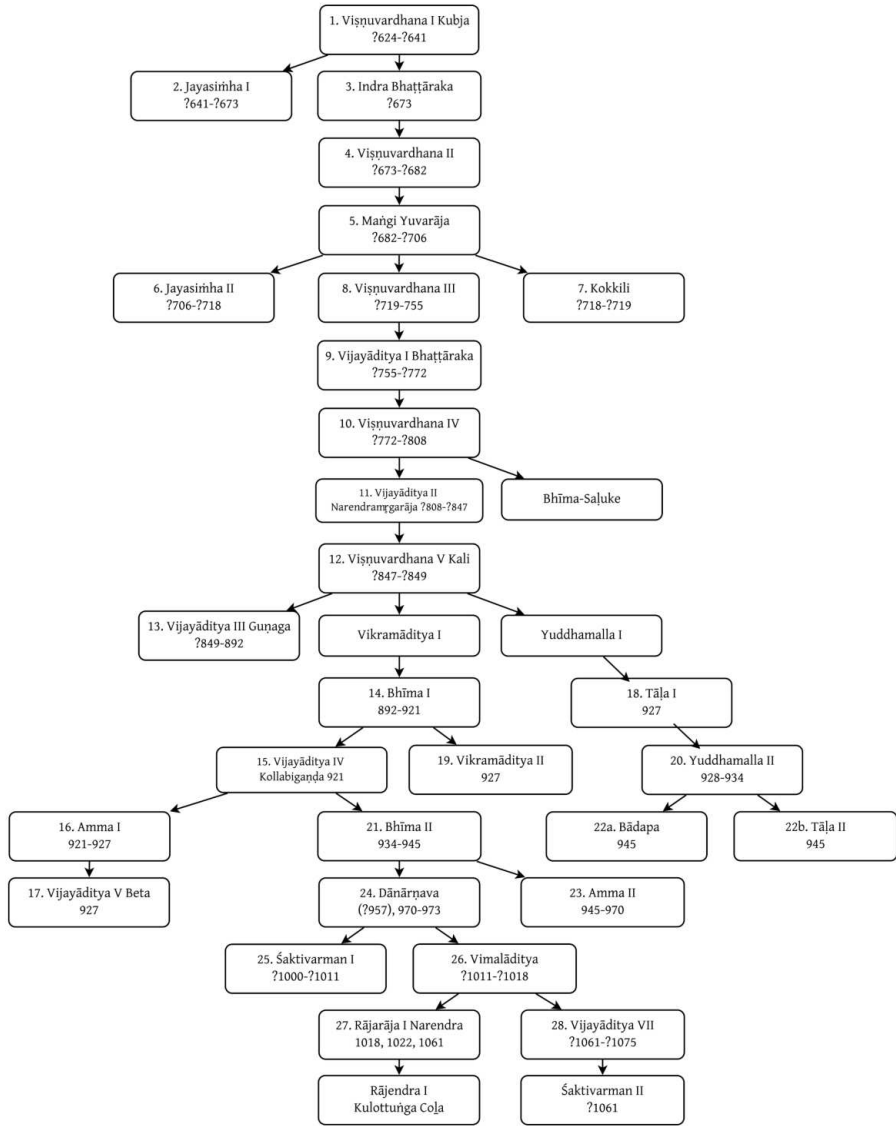 1. Viṣṇuvardhana I Kubja
?624-?641
2. Jayasiṁha I
?641-?673
3. Indra Bhaṭṭāraka
?673
4. Viṣṇuvardhana II
?673-?682
5. Maṅgi Yuvarāja
?682-?706
6. Jayasiṁha II
?706-?718
8. Viṣṇuvardhana III
?719-755
7. Kokkili
?718-?719
9. Vijayāditya I Bhaṭṭāraka
?755-?772
10. Viṣṇuvardhana IV
?772-?808
11. Vijayāditya II
Narendramr̥garāja ?808-?847
Bhīma-Saḷuke
12. Viṣṇuvardhana V Kali
?847-?849
13. Vijayāditya III Guṇaga
?849-892
Vikramāditya I
Yuddhamalla I
14. Bhīma I
892-921
18. Tāḷa I
927
15. Vijayāditya IV
Kollabigaṇḍa 921
19. Vikramāditya II
927
20. Yuddhamalla II
928-934
16. Amma I
921-927
21. Bhīma II
934-945
22a. Bādapa
945
22b. Tāḷa II
945
17. Vijayāditya V Beta
927
24. Dānārṇava
(?957), 970-973
23. Amma II
945-970
25. Śaktivarman I
?1000-?1011
26. Vimalāditya
?1011-?1018
27. Rājarāja I Narendra
1018, 1022, 1061
28. Vijayāditya VII
?1061-?1075
Rājendra I
Kulottuṅga Coḻa
Śaktivarman II
?1061